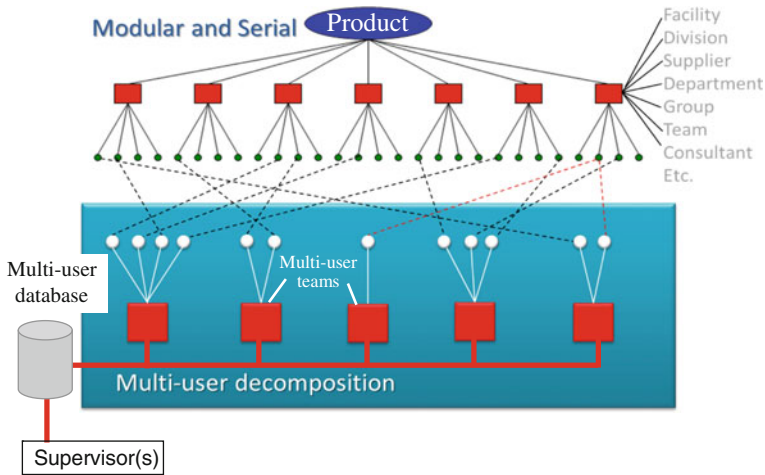 Modular and Serial
Product
Facility
Division
Supplier
Department
Group
Team
Consultant
Etc.
Multi-user
database
Multi-user
teams
Multi-user decomposition
Supervisor(s)